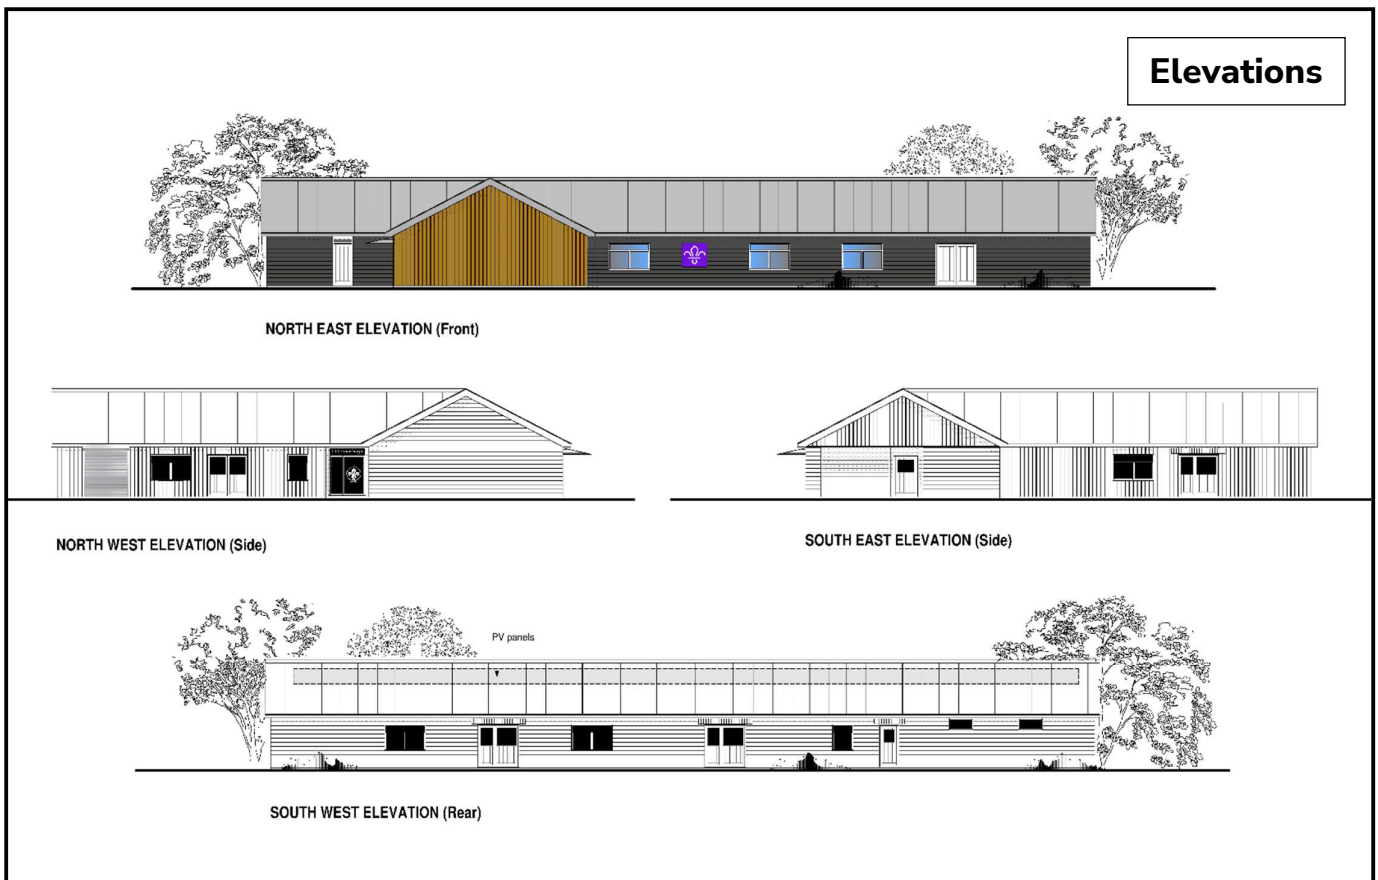 Elevations
NORTH EAST ELEVATION (Front)
NORTH WEST ELEVATION (Side)
SOUTH EAST ELEVATION (Side)
PV panels
SOUTH WEST ELEVATION (Rear)